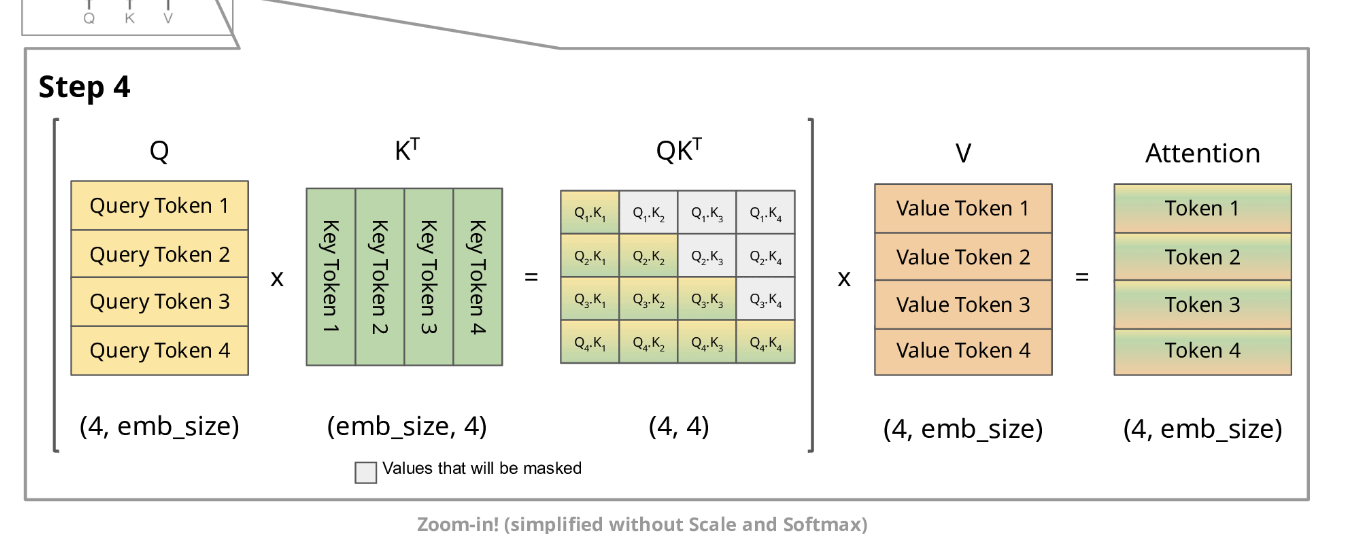 Q K V
Step 4
Q Kᵀ QKᵀ V Attention
Query Token 1
Query Token 2
Query Token 3
Query Token 4
x
Key Token 1
Key Token 2
Key Token 3
Key Token 4
=
Q₁.K₁ Q₁.K₂ Q₁.K₃ Q₁.K₄
Q₂.K₁ Q₂.K₂ Q₂.K₃ Q₂.K₄
Q₃.K₁ Q₃.K₂ Q₃.K₃ Q₃.K₄
Q₄.K₁ Q₄.K₂ Q₄.K₃ Q₄.K₄
x
Value Token 1
Value Token 2
Value Token 3
Value Token 4
=
Token 1
Token 2
Token 3
Token 4
(4, emb_size) (emb_size, 4) (4, 4) (4, emb_size) (4, emb_size)
Values that will be masked
Zoom-in! (simplified without Scale and Softmax)